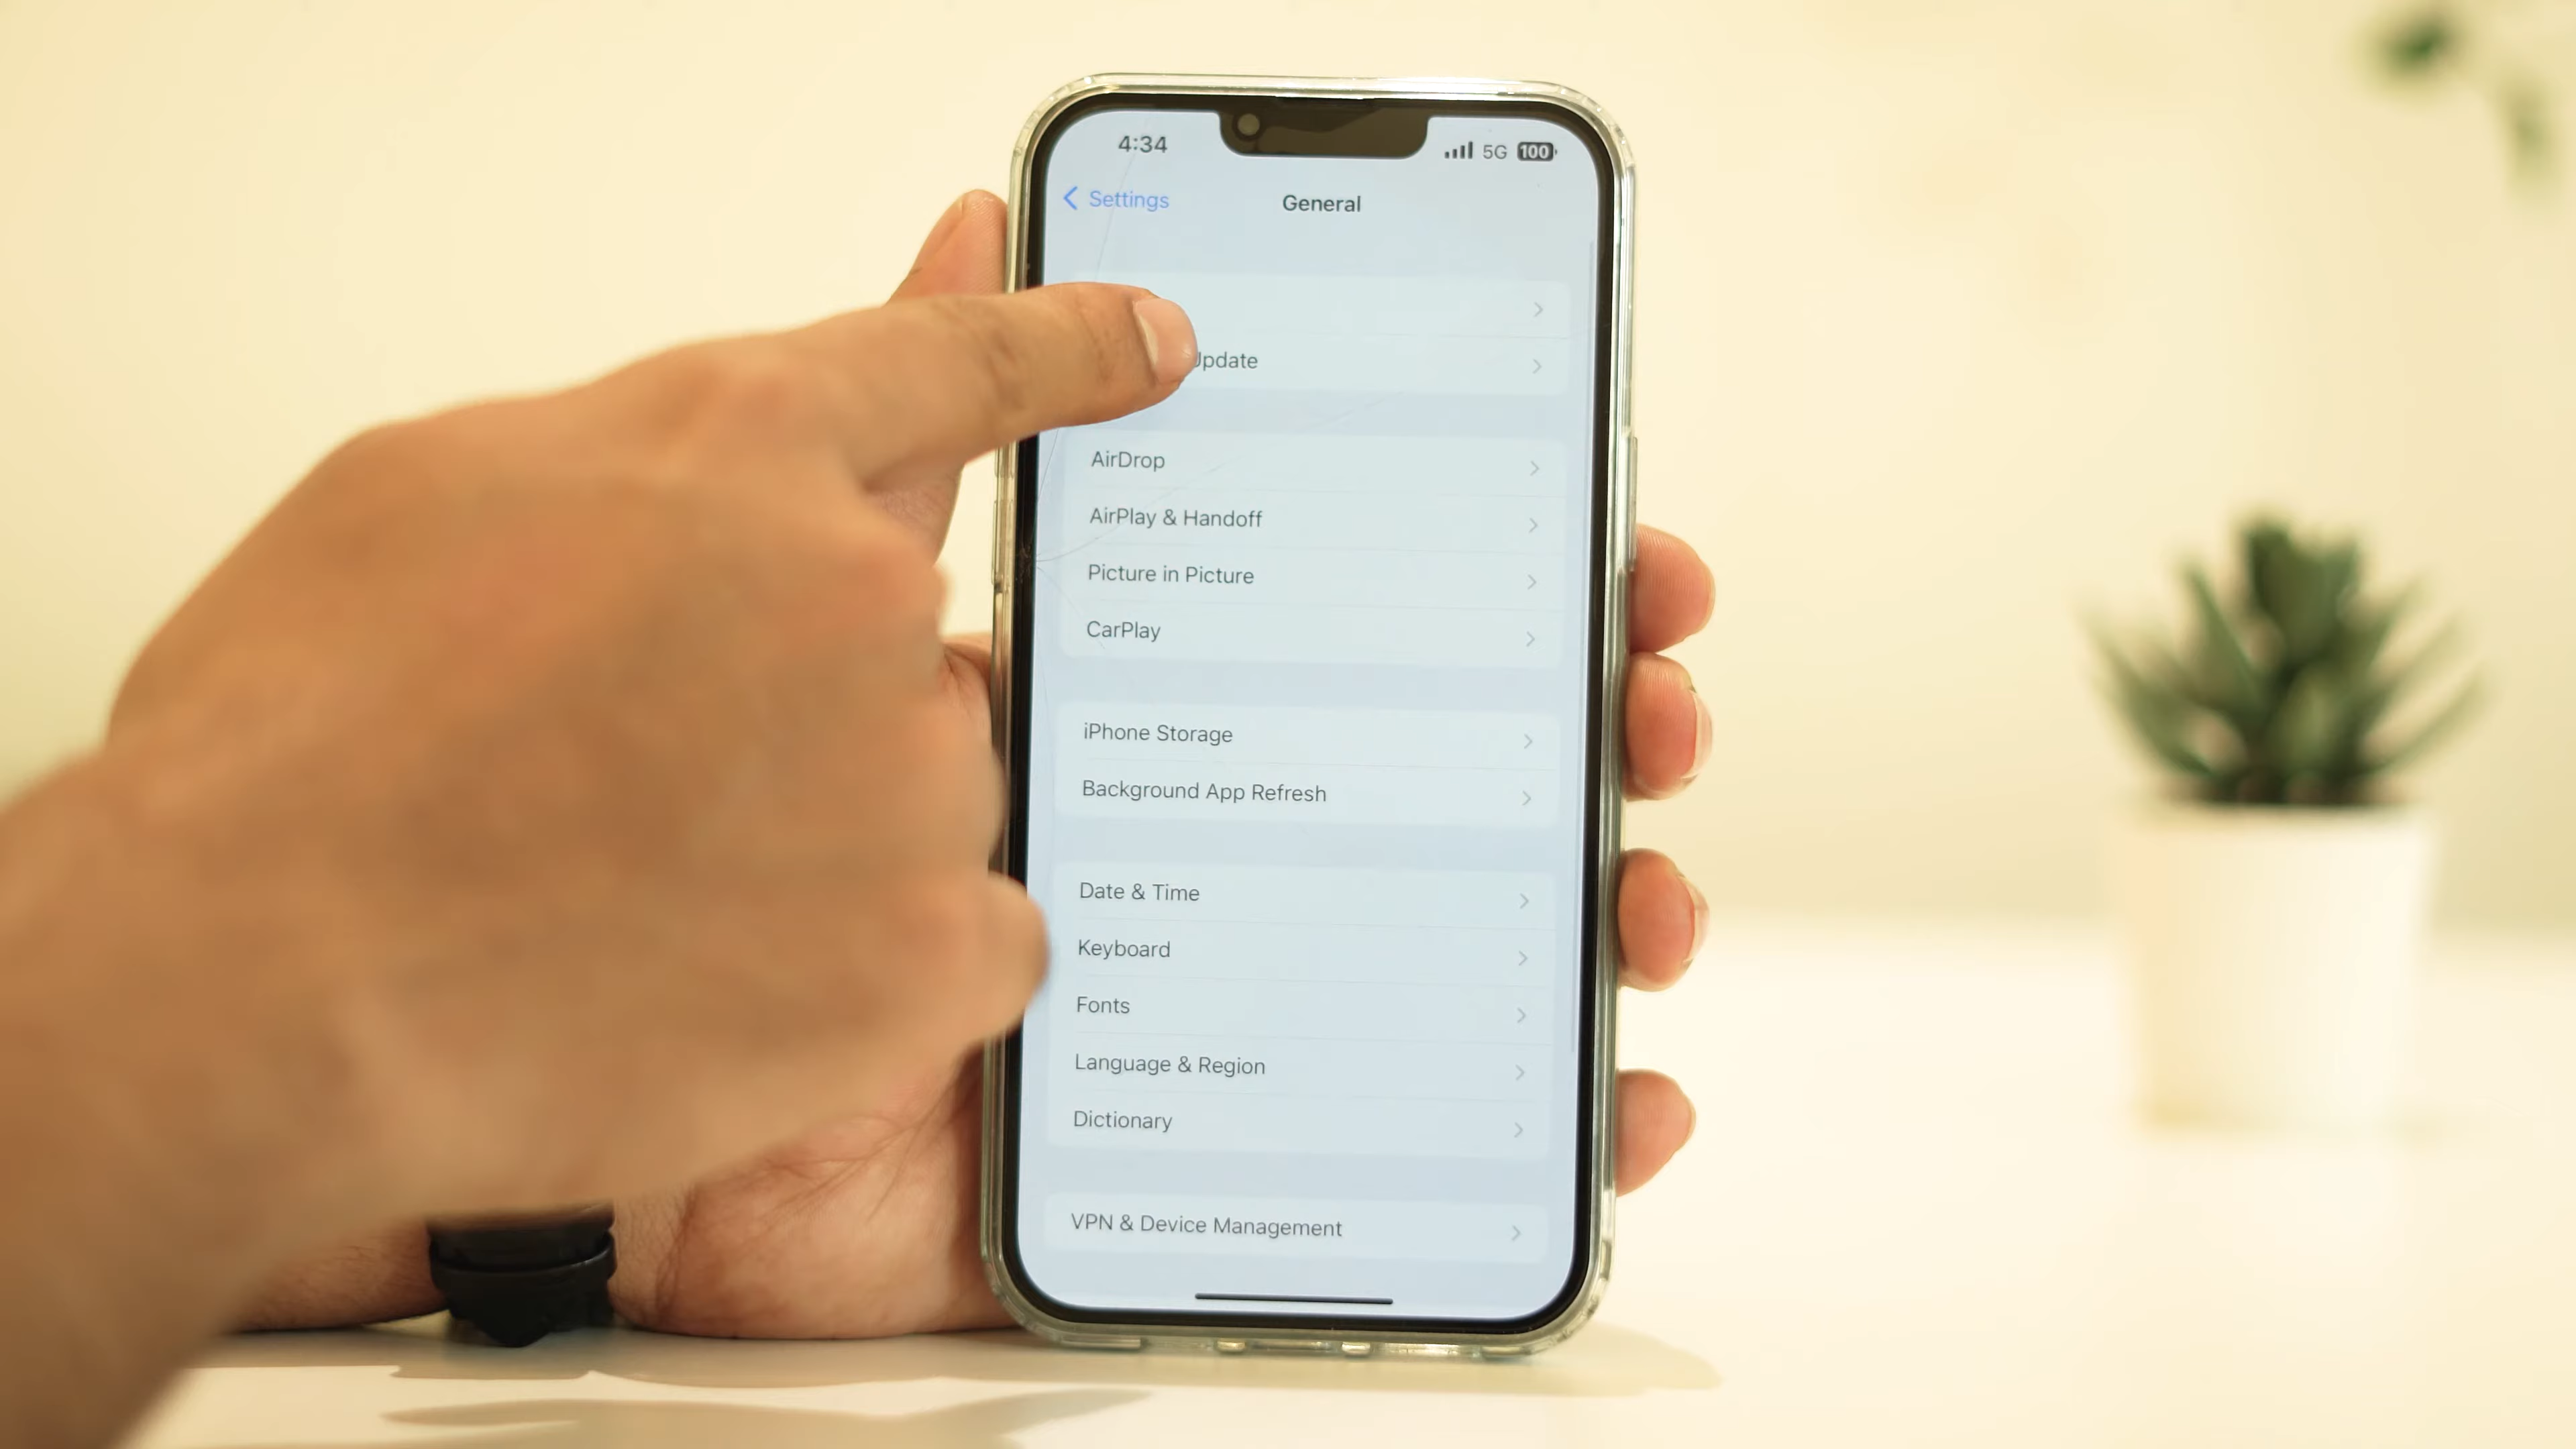 4:34
5G 100
Settings
General
Update
AirDrop
AirPlay & Handoff
Picture in Picture
CarPlay
iPhone Storage
Background App Refresh
Date & Time
Keyboard
Fonts
Language & Region
Dictionary
VPN & Device Management